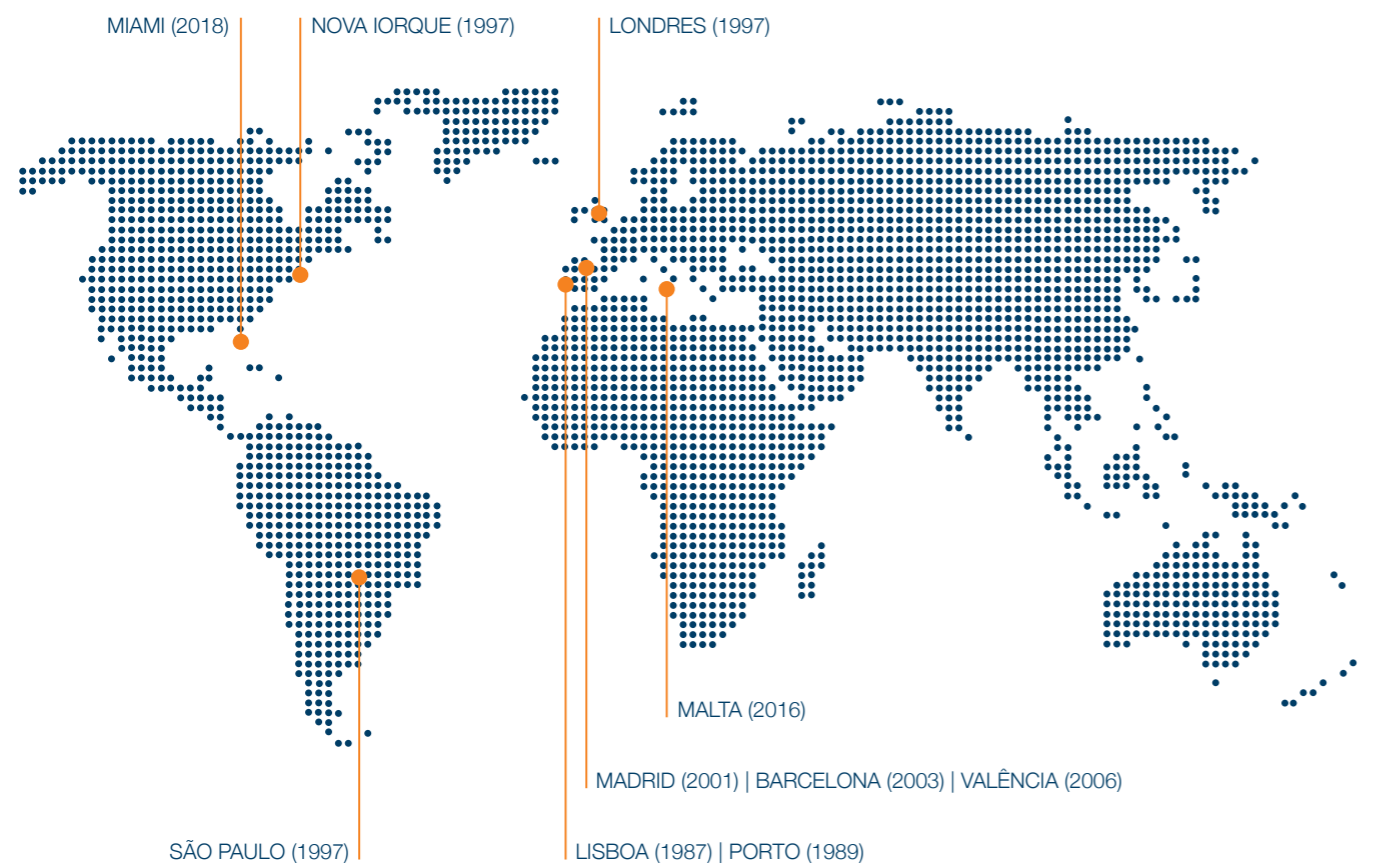 MIAMI (2018)
NOVA IORQUE (1997)
LONDRES (1997)
MALTA (2016)
MADRID (2001) | BARCELONA (2003) | VALÊNCIA (2006)
SÃO PAULO (1997)
LISBOA (1987) | PORTO (1989)